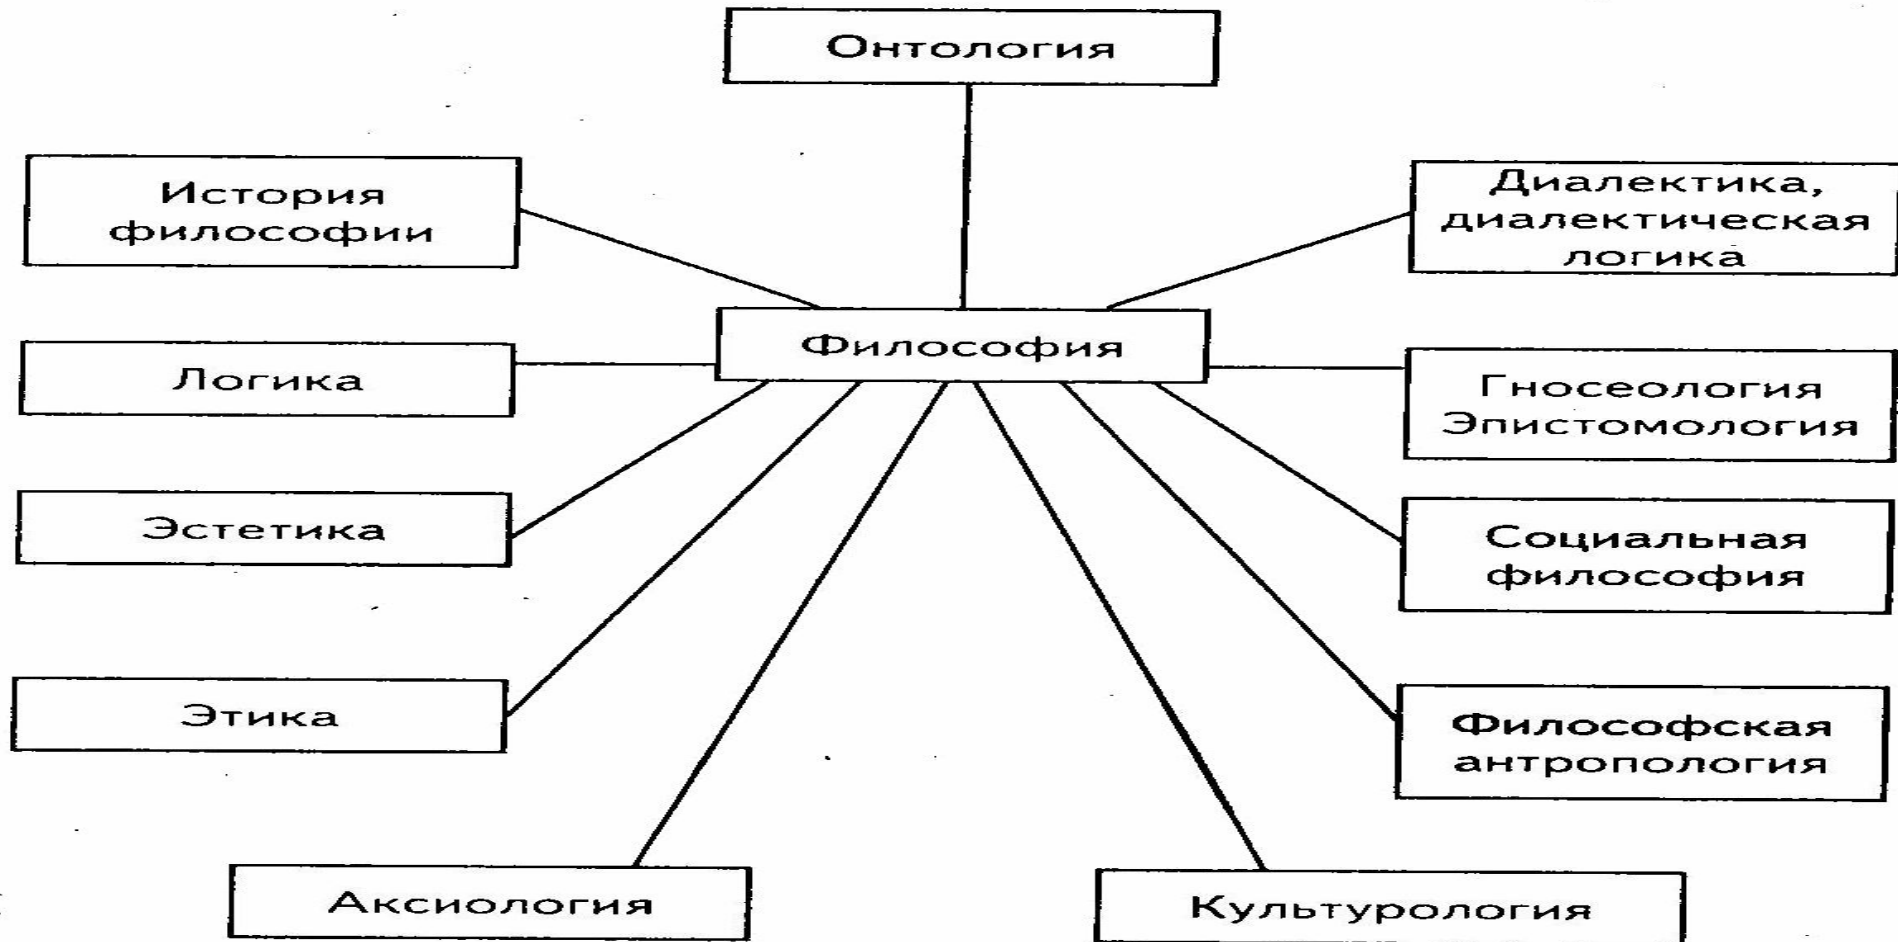 Онтология
История
философии
Диалектика,
диалектическая
логика
Философия
Логика
Гносеология
Эпистомология
Эстетика
Социальная
философия
Этика
Философская
антропология
Аксиология
Культурология